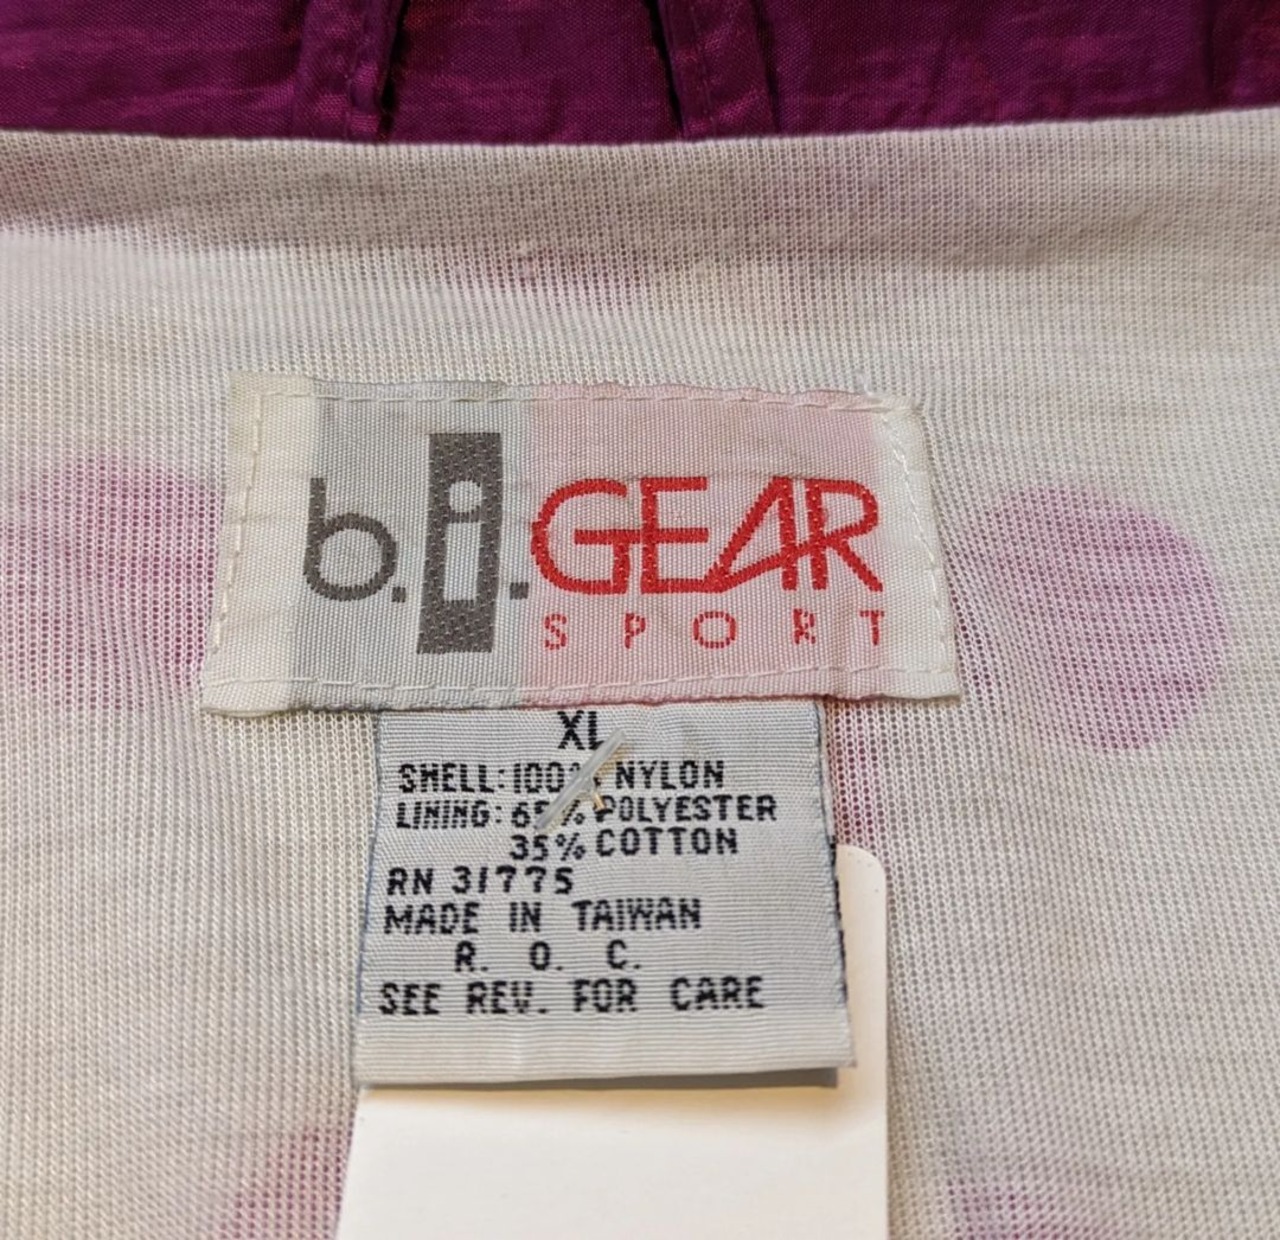 b.i.GEAR
SPORT
XL
SHELL: 100% NYLON
LINING: 65% POLYESTER
35% COTTON
RN 31775
MADE IN TAIWAN
R. O. C.
SEE REV. FOR CARE